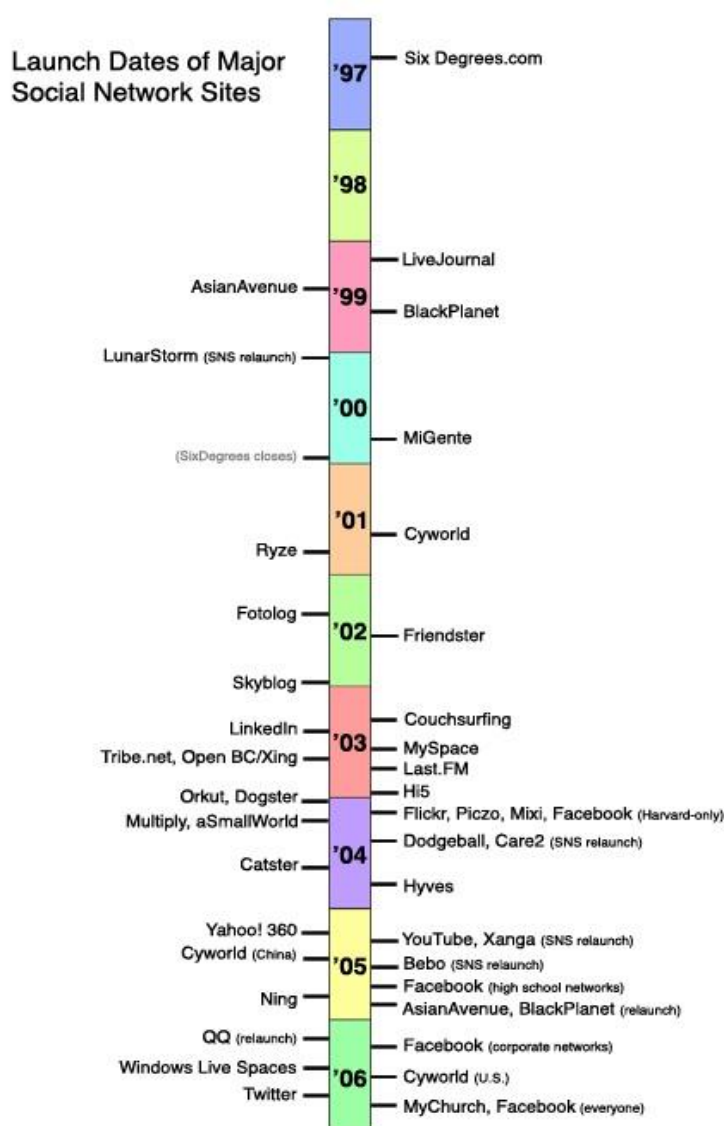 Launch Dates of Major
Social Network Sites
'97
Six Degrees.com
'98
LiveJournal
AsianAvenue
'99
BlackPlanet
LunarStorm (SNS relaunch)
'00
MiGente
(SixDegrees closes)
'01
Cyworld
Ryze
Fotolog
'02
Friendster
Skyblog
Couchsurfing
LinkedIn
'03
MySpace
Tribe.net, Open BC/Xing
Last.FM
Hi5
Orkut, Dogster
Flickr, Piczo, Mixi, Facebook (Harvard-only)
Multiply, aSmallWorld
Dodgeball, Care2 (SNS relaunch)
'04
Catster
Hyves
Yahoo! 360
YouTube, Xanga (SNS relaunch)
Cyworld (China)
'05
Bebo (SNS relaunch)
Facebook (high school networks)
Ning
AsianAvenue, BlackPlanet (relaunch)
QQ (relaunch)
Facebook (corporate networks)
Windows Live Spaces
'06
Cyworld (U.S.)
Twitter
MyChurch, Facebook (everyone)